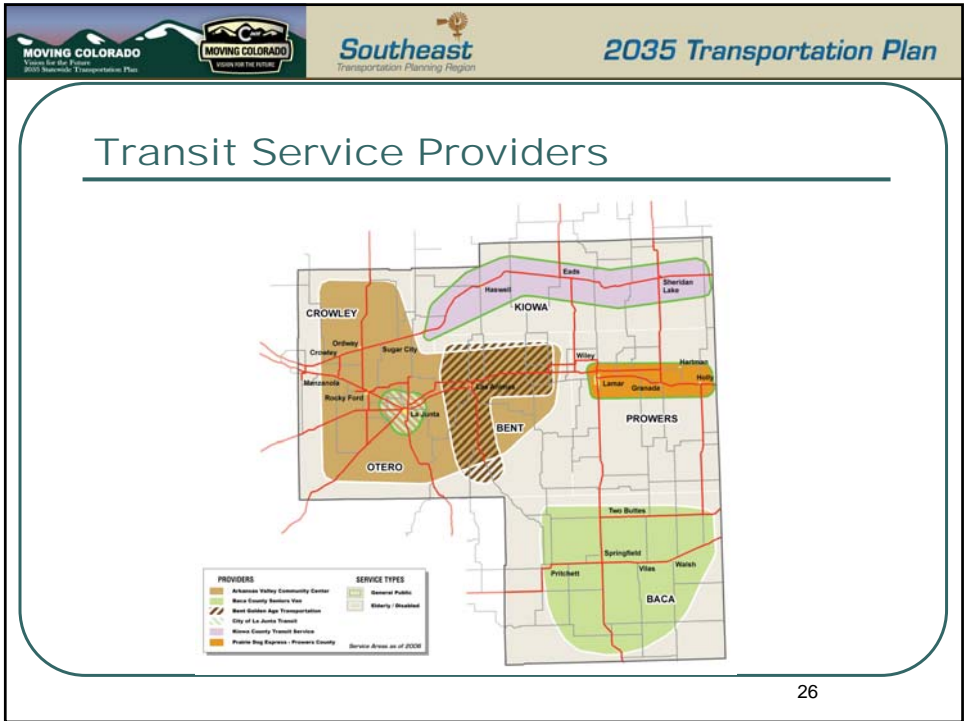 MOVING COLORADO
Vision for the Future
2035 Statewide Transportation Plan
MOVING COLORADO
VISION FOR THE FUTURE
Southeast
Transportation Planning Region
2035 Transportation Plan
Transit Service Providers
Eads
Haswell
Sheridan
Lake
KIOWA
CROWLEY
Ordway
Crowley
Sugar City
Wiley
Hartman
Manzanola
Las Animas
Lamar
Granada
Holly
Rocky Ford
La Junta
PROWERS
BENT
OTERO
Two Buttes
Springfield
Pritchett
Vilas
Walsh
BACA
PROVIDERS
Arkansas Valley Community Center
Baca County Seniors Van
Bent Golden Age Transportation
City of La Junta Transit
Kiowa County Transit Service
Prairie Dog Express - Prowers County
SERVICE TYPES
General Public
Elderly / Disabled
Service Areas as of 2006
26